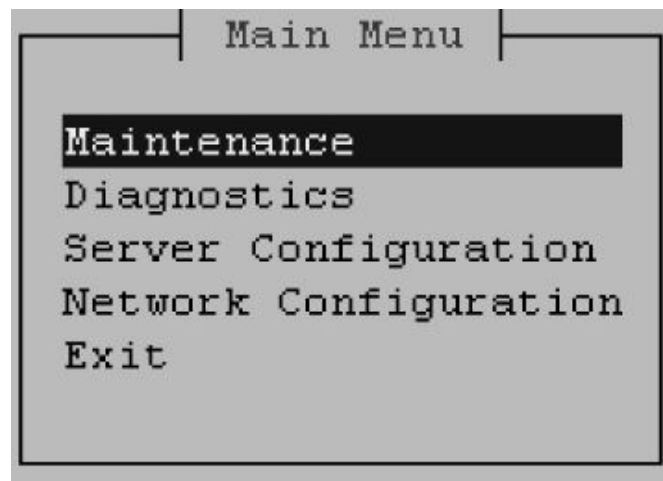 Main Menu
Maintenance
Diagnostics
Server Configuration
Network Configuration
Exit